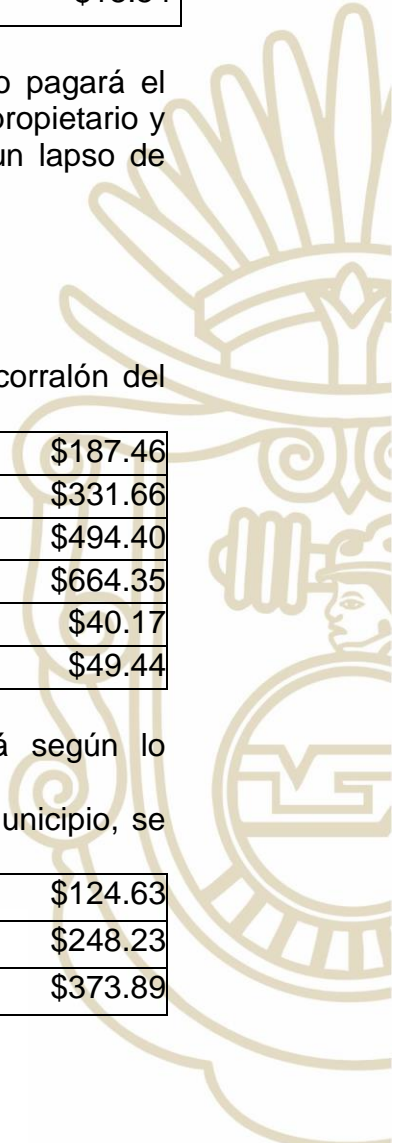 o pagará el
propietario y
un lapso de
corralón del
$187.46
$331.66
$494.40
$664.35
$40.17
$49.44
á según lo
unicipio, se
$124.63
$248.23
$373.89